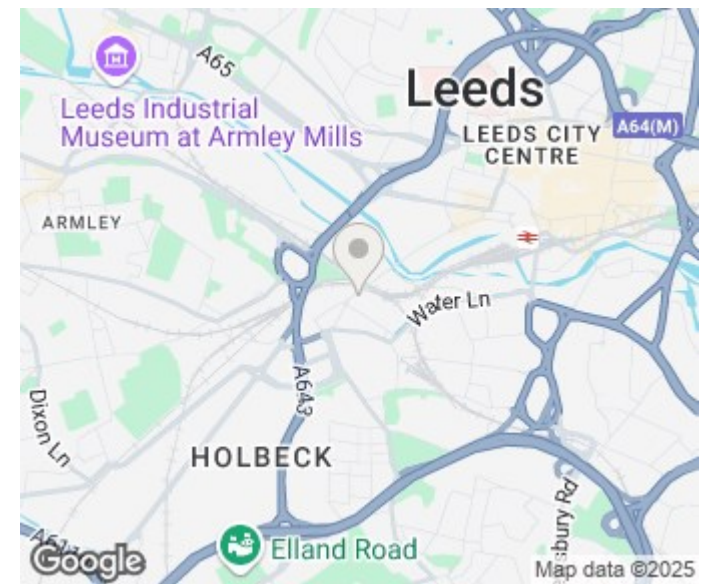 A65
Leeds
Leeds Industrial
Museum at Armley Mills
LEEDS CITY
CENTRE
A64(M)
ARMLEY
Water Ln
A643
Dixon Ln
HOLBECK
Elland Road
Google
Map data ©2025